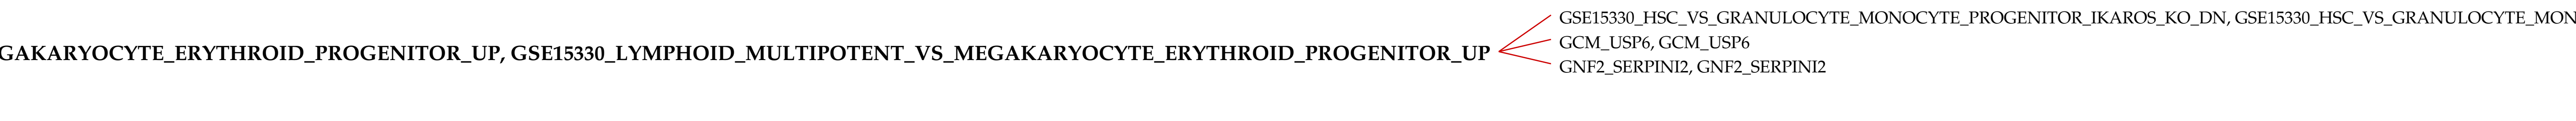 GSE15330_HSC_VS_GRANULOCYTE_MONOCYTE_PROGENITOR_IKAROS_KO_DN, GSE15330_HSC_VS_GRANULOCYTE_MON
GCM_USP6, GCM_USP6
GAKARYOCYTE_ERYTHROID_PROGENITOR_UP, GSE15330_LYMPHOID_MULTIPOTENT_VS_MEGAKARYOCYTE_ERYTHROID_PROGENITOR_UP
GNF2_SERPINI2, GNF2_SERPINI2